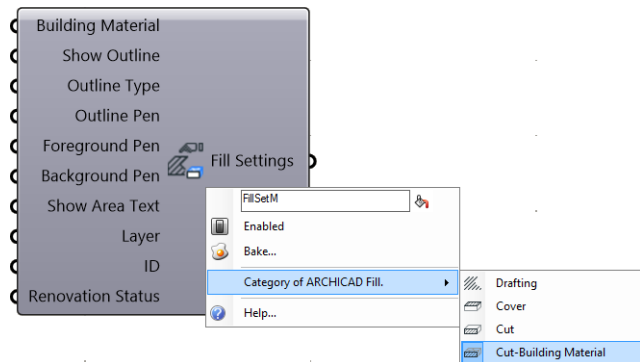 Building Material
Show Outline
Outline Type
Outline Pen
Foreground Pen
Background Pen
Show Area Text
Layer
ID
Renovation Status
Fill Settings
FillSetM
Enabled
Bake...
Category of ARCHICAD Fill.
Help...
Drafting
Cover
Cut
Cut-Building Material